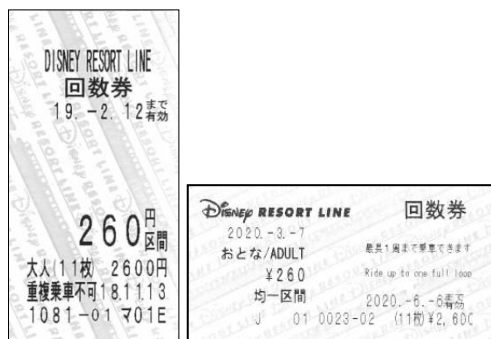 DISNEY RESORT LINE
回数券
19.-2.12まで有効
260円区間
大人(11枚) 2600円
重複乗車不可18.11.13
1081-01 マ01E
Disney RESORT LINE 回数券
2020.-3.-7
おとな/ADULT 最長1周まで乗車できます
¥260 Ride up to one full loop
均一区間 2020.-6.-6有効
J 01 0023-02 (11枚)¥2,600